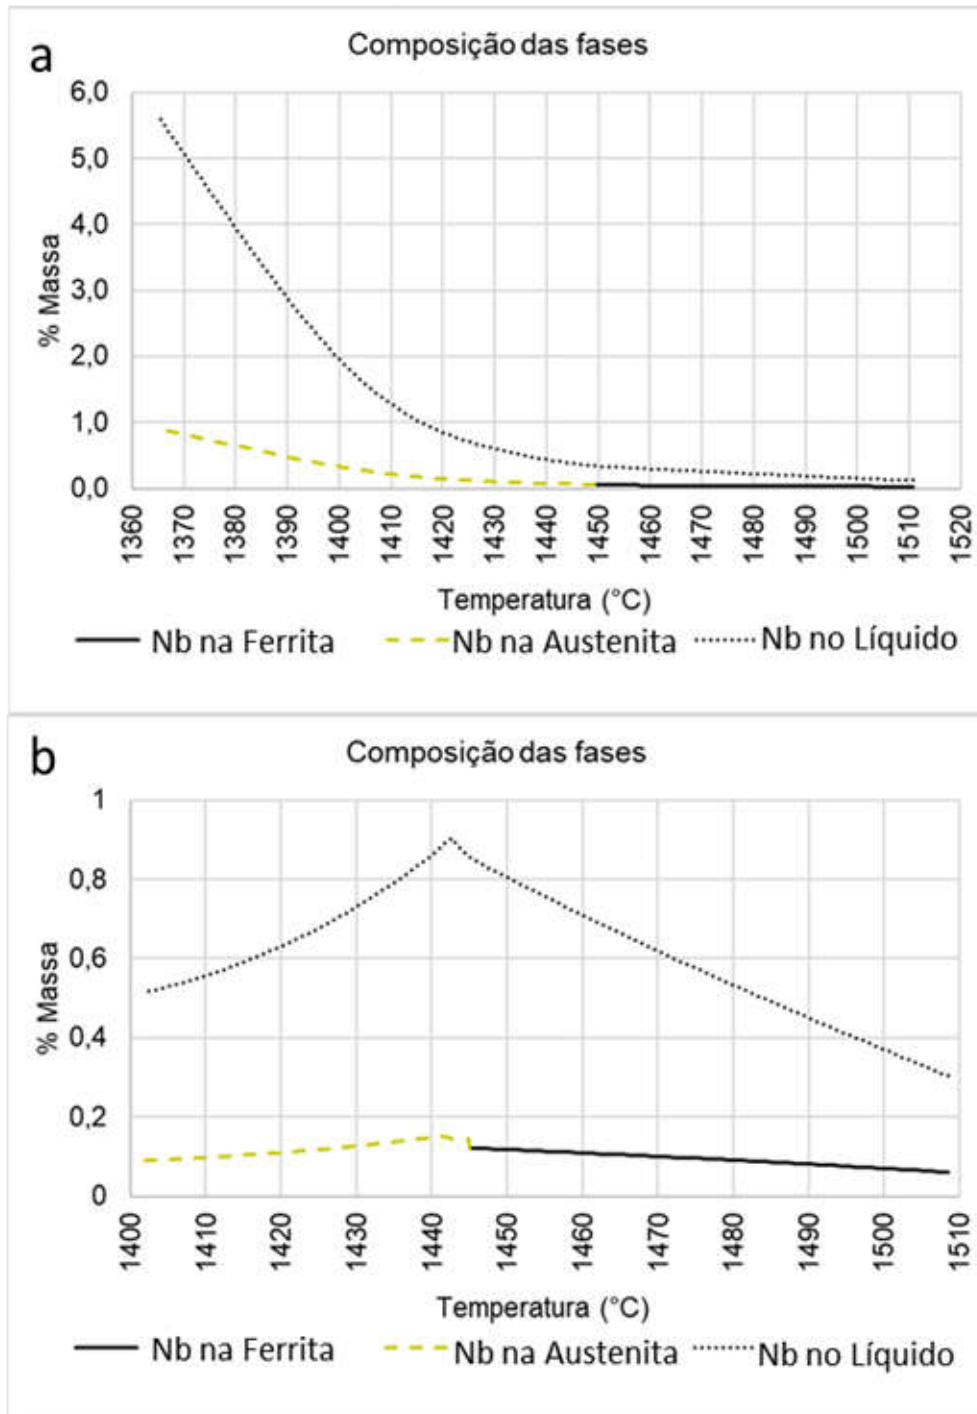 a
Composição das fases
6,0
5,0
4,0
3,0
2,0
1,0
0,0
% Massa
1360 1370 1380 1390 1400 1410 1420 1430 1440 1450 1460 1470 1480 1490 1500 1510 1520
Temperatura (°C)
Nb na Ferrita Nb na Austenita Nb no Líquido
b
Composição das fases
1
0,8
0,6
0,4
0,2
0
% Massa
1400 1410 1420 1430 1440 1450 1460 1470 1480 1490 1500 1510
Temperatura (°C)
Nb na Ferrita Nb na Austenita Nb no Líquido